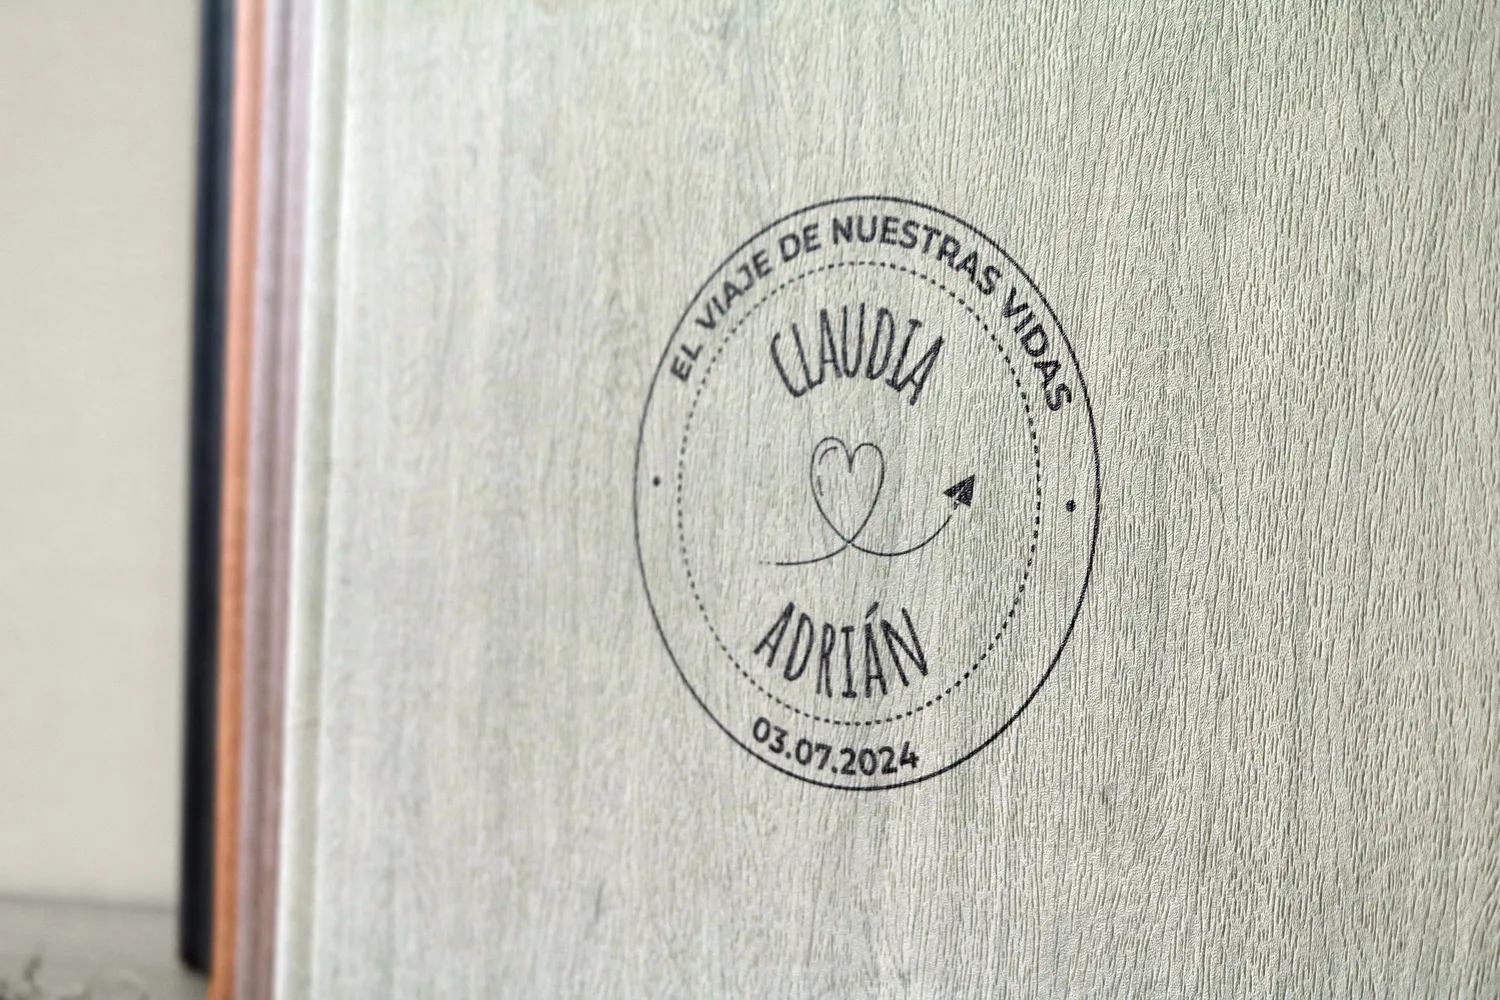 EL VIAJE DE NUESTRAS VIDAS
CLAUDIA
ADRIÁN
03.07.2024